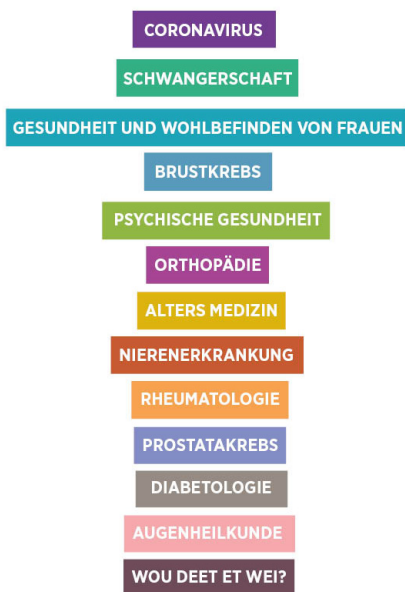 CORONAVIRUS
SCHWANGERSCHAFT
GESUNDHEIT UND WOHLBEFINDEN VON FRAUEN
BRUSTKREBS
PSYCHISCHE GESUNDHEIT
ORTHOPÄDIE
ALTERS MEDIZIN
NIERENERKRANKUNG
RHEUMATOLOGIE
PROSTATAKREBS
DIABETOLOGIE
AUGENHEILKUNDE
WOU DEET ET WEI?